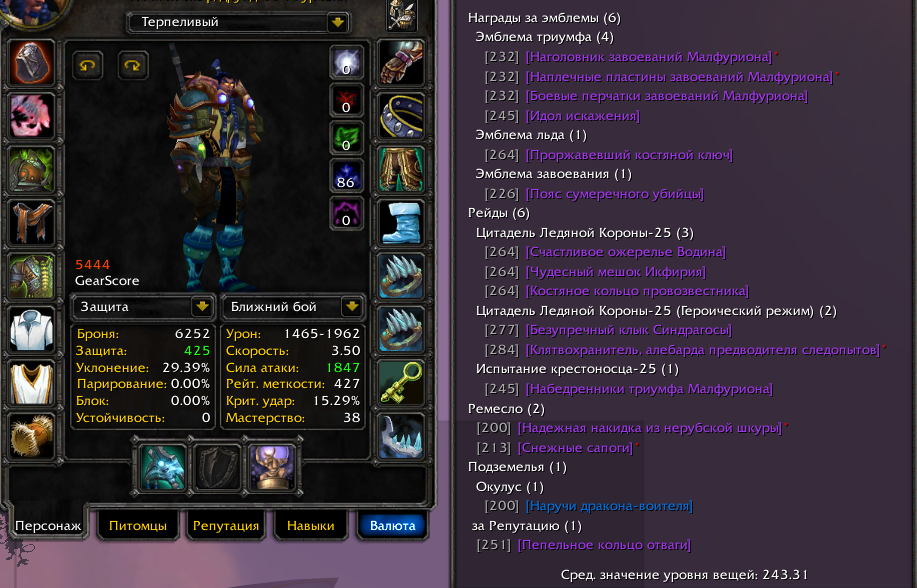 Терпеливый
0
0
0
86
0
5444
GearScore
Защита
Ближний бой
Броня: 6252
Защита: 425
Уклонение: 29.39%
Парирование: 0.00%
Блок: 0.00%
Устойчивость: 0
Урон: 1465-1962
Скорость: 3.50
Сила атаки: 1847
Рейт. меткости: 427
Крит. удар: 15.29%
Мастерство: 38
Персонаж
Питомцы
Репутация
Навыки
Валюта
Награды за эмблемы (6)
Эмблема триумфа (4)
[232] [Наголовник завоеваний Малфуриона]*
[232] [Наплечные пластины завоеваний Малфуриона]*
[232] [Боевые перчатки завоеваний Малфуриона]
[245] [Идол искажения]
Эмблема льда (1)
[264] [Проржавевший костяной ключ]
Эмблема завоевания (1)
[226] [Пояс сумеречного убийцы]
Рейды (6)
Цитадель Ледяной Короны-25 (3)
[264] [Счастливое ожерелье Водина]
[264] [Чудесный мешок Икфирия]
[264] [Костяное кольцо провозвестника]
Цитадель Ледяной Короны-25 (Героический режим) (2)
[277] [Безупречный клык Синдрагосы]
[284] [Клятвохранитель, алебарда предводителя следопытов]*
Испытание крестоносца-25 (1)
[245] [Набедренники триумфа Малфуриона]
Ремесло (2)
[200] [Надежная накидка из нерубской шкуры]*
[213] [Снежные сапоги]*
Подземелья (1)
Окулус (1)
[200] [Наручи дракона-воителя]
за Репутацию (1)
[251] [Пепельное кольцо отваги]
Сред. значение уровня вещей: 243.31